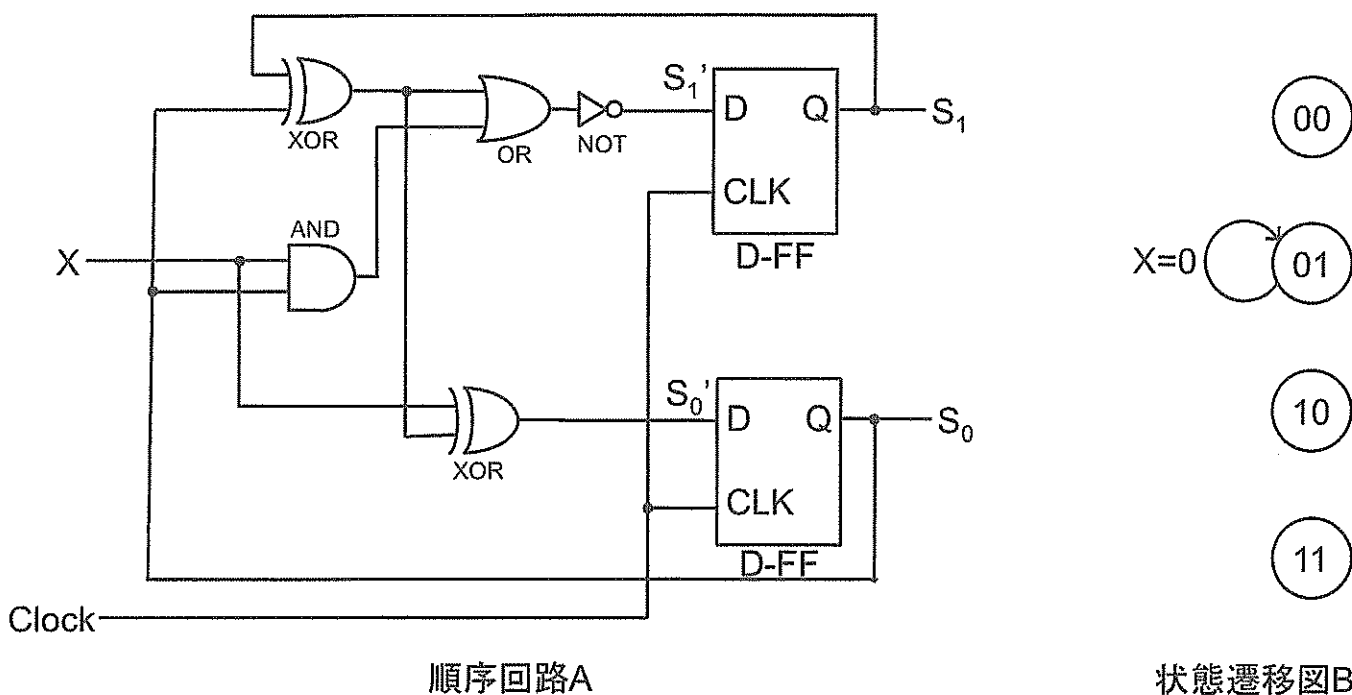 XOR
OR
NOT
S₁'
D
Q
S₁
CLK
D-FF
X
AND
XOR
S₀'
D
Q
S₀
CLK
D-FF
Clock
順序回路A
00
X=0
01
10
11
状態遷移図B